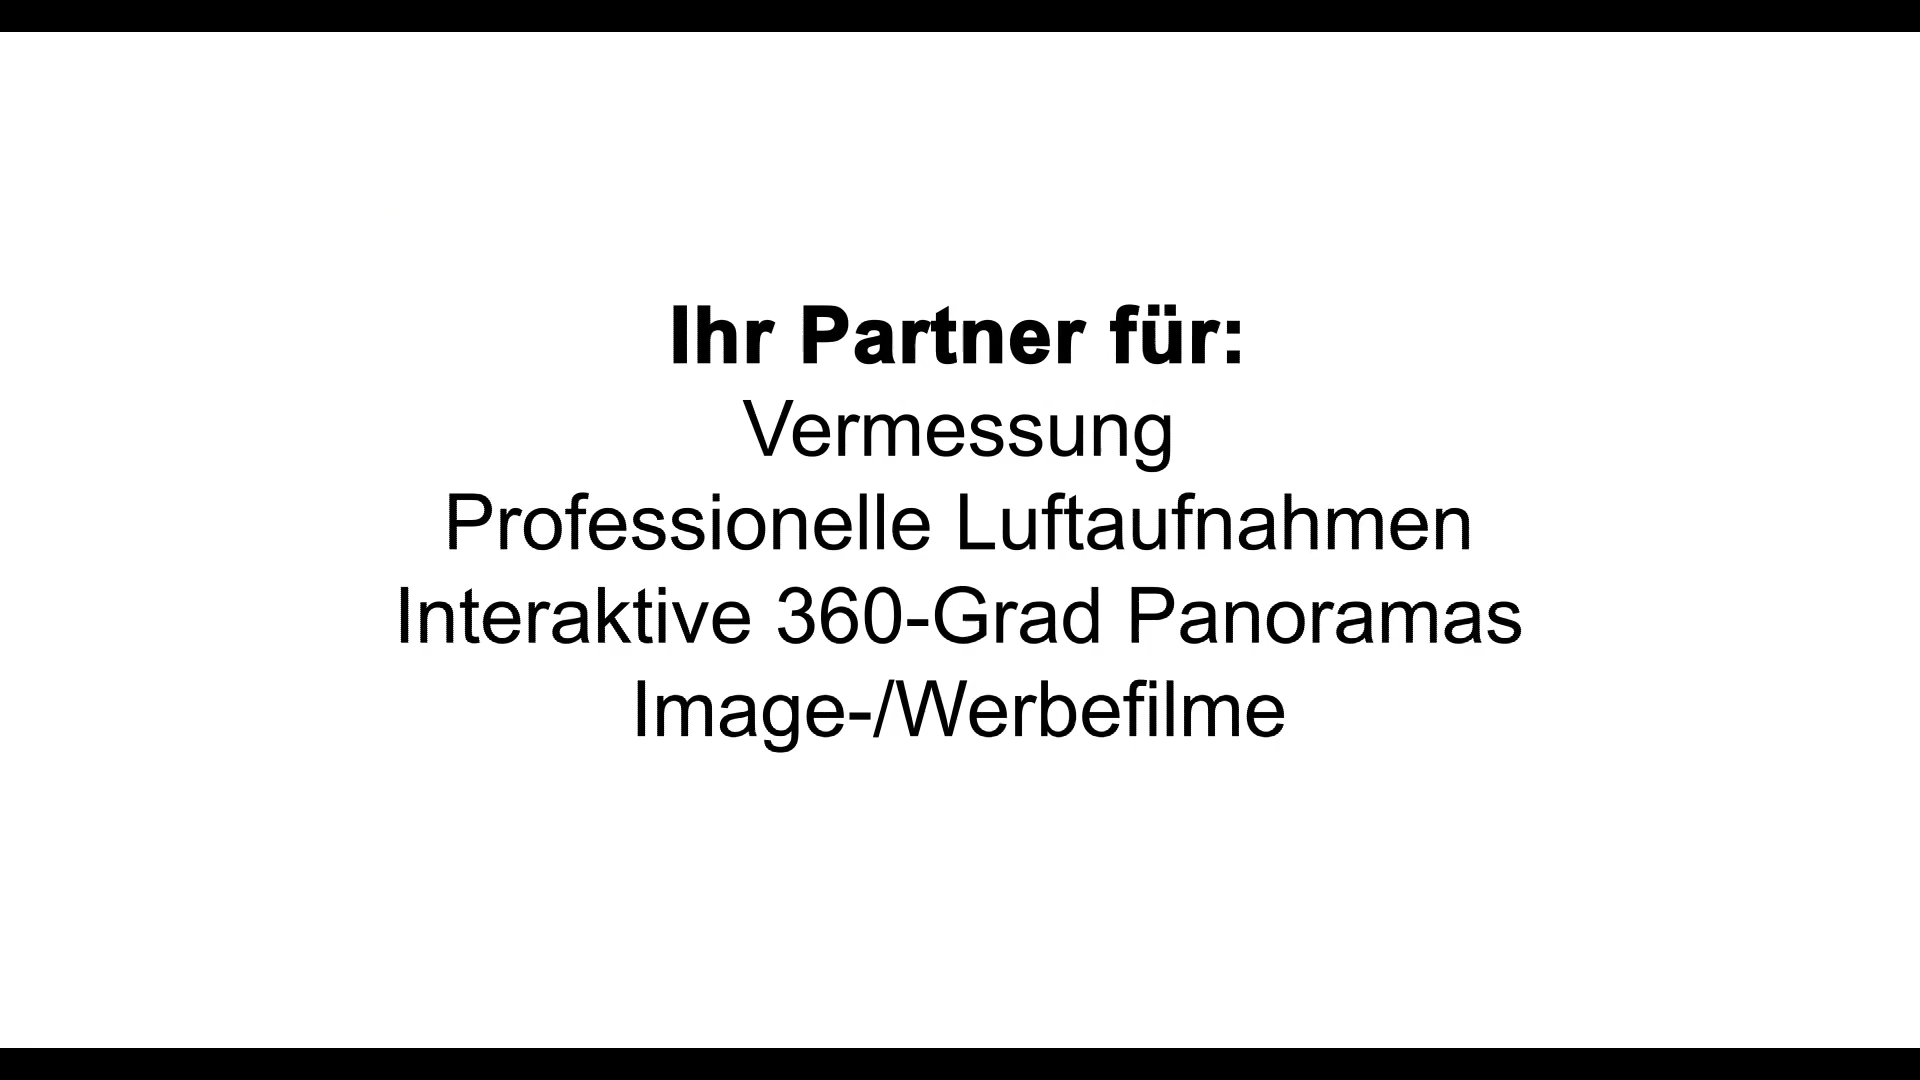 Ihr Partner für:
Vermessung
Professionelle Luftaufnahmen
Interaktive 360-Grad Panoramas
Image-/Werbefilme